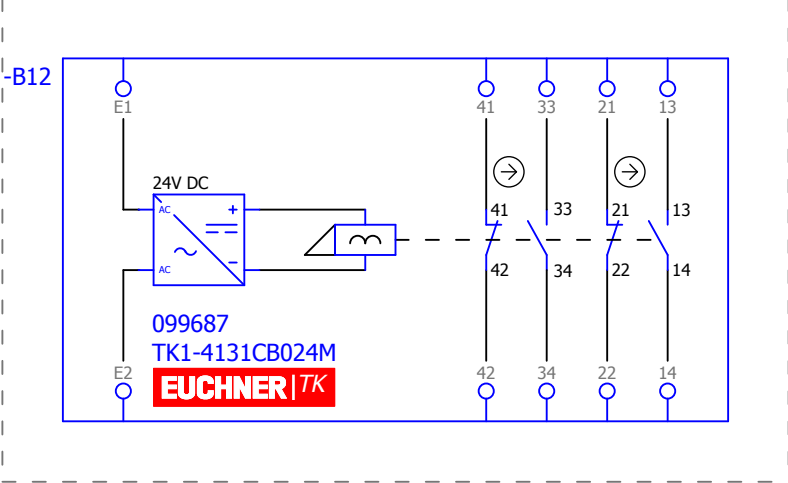 -B12
E1 41 33 21 13
24V DC
AC +
41 33 21 13
AC −
42 34 22 14
099687
TK1-4131CB024M
E2 42 34 22 14
EUCHNER|TK